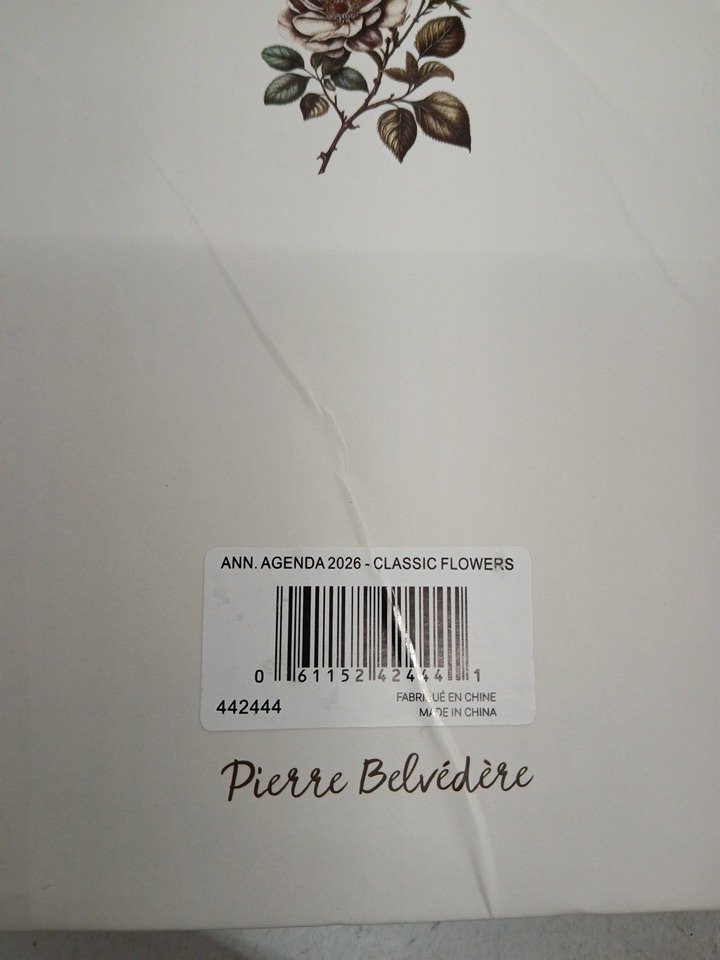 ANN. AGENDA 2026 - CLASSIC FLOWERS
0 61152 42444 1
442444
FABRIQUÉ EN CHINE
MADE IN CHINA
Pierre Belvédère